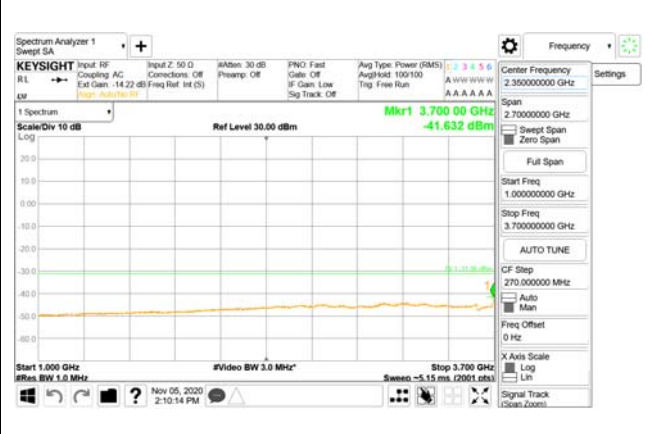 Spectrum Analyzer 1
Swept SA
Frequency
KEYSIGHT
Input: RF
Coupling: AC
Ext Gain: -14.22 dB
Align: Auto/No RF
Input Z: 50 Ω
Corrections: Off
Freq Ref: Int (S)
#Atten: 30 dB
Preamp: Off
PNO: Fast
Gate: Off
IF Gain: Low
Sig Track: Off
Avg Type: Power (RMS)
Avg|Hold: 100/100
Trig: Free Run
1 2 3 4 5 6
A W W W W W
A A A A A A
R L
1 Spectrum
Mkr1 3.700 00 GHz
Scale/Div 10 dB
Ref Level 30.00 dBm
-41.632 dBm
Log
20.0
10.0
0.00
-10.0
-20.0
-30.0
-40.0
-50.0
-60.0
1
Start 1.000 GHz
#Video BW 3.0 MHz*
Stop 3.700 GHz
#Res BW 1.0 MHz
Sweep ~5.15 ms (2001 pts)
Nov 05, 2020
2:10:14 PM
Center Frequency
2.350000000 GHz
Settings
Span
2.70000000 GHz
Swept Span
Zero Span
Full Span
Start Freq
1.000000000 GHz
Stop Freq
3.700000000 GHz
AUTO TUNE
CF Step
270.000000 MHz
Auto
Man
Freq Offset
0 Hz
X Axis Scale
Log
Lin
Signal Track
(Span Zoom)